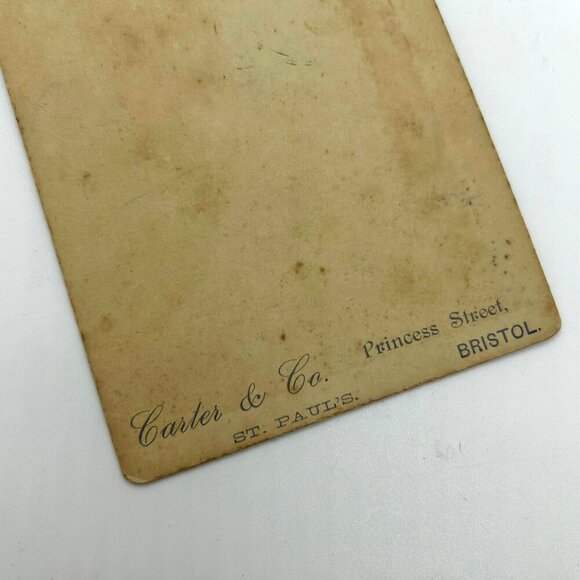 Carter & Co. Princess Street,
ST. PAUL'S. BRISTOL.